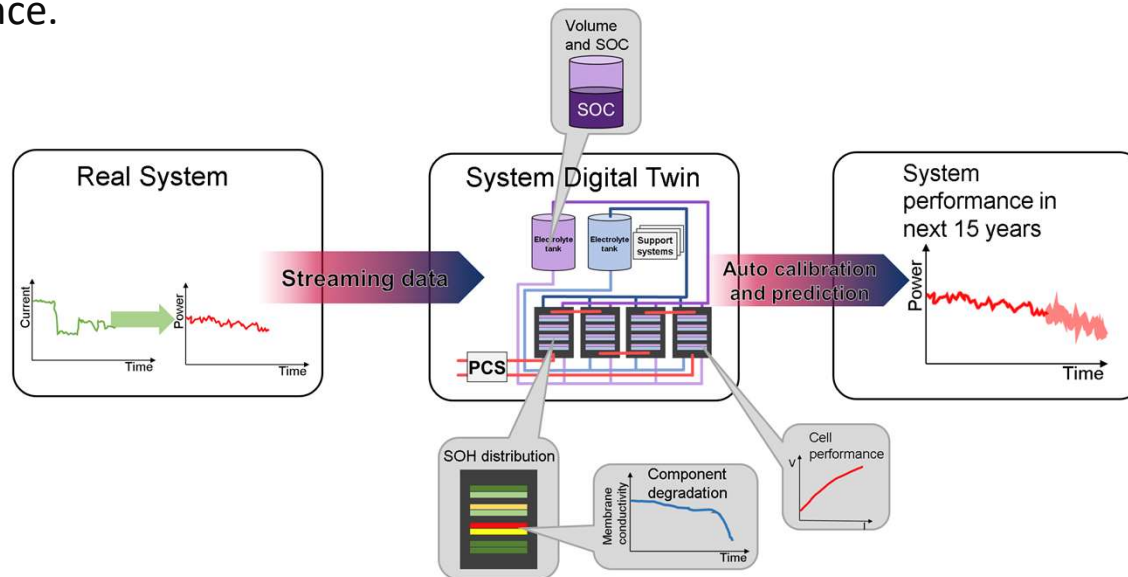 nce.
Volume
and SOC
SOC
Real System
Current
Time
Power
Time
Streaming data
System Digital Twin
Electrolyte
tank
Electrolyte
tank
Support
systems
PCS
Auto calibration
and prediction
System
performance in
next 15 years
Power
Time
SOH distribution
Component
degradation
Membrane
conductivity
Time
Cell
performance
V
I